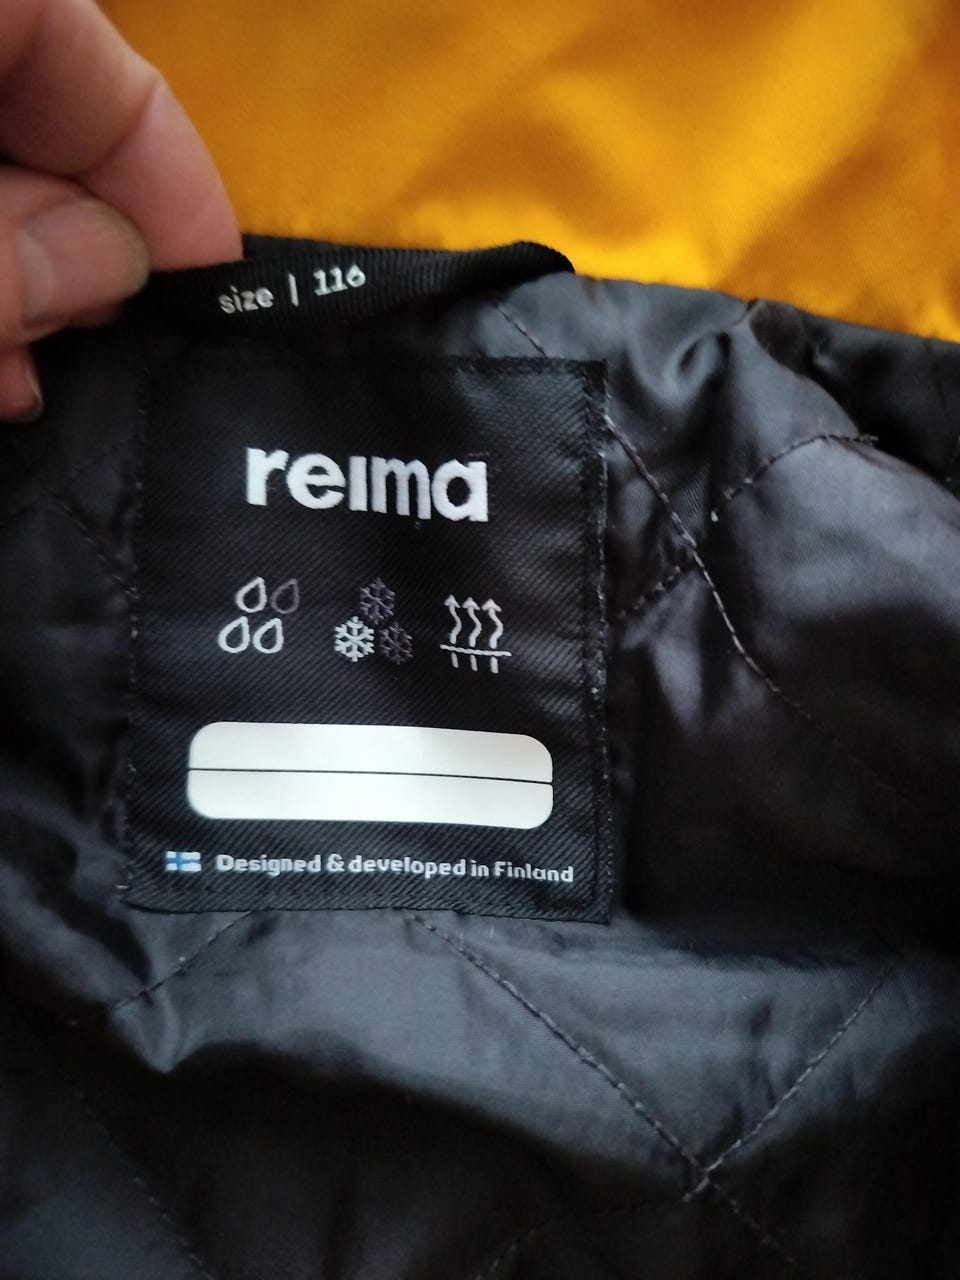 size | 116
reima
Designed & developed in Finland